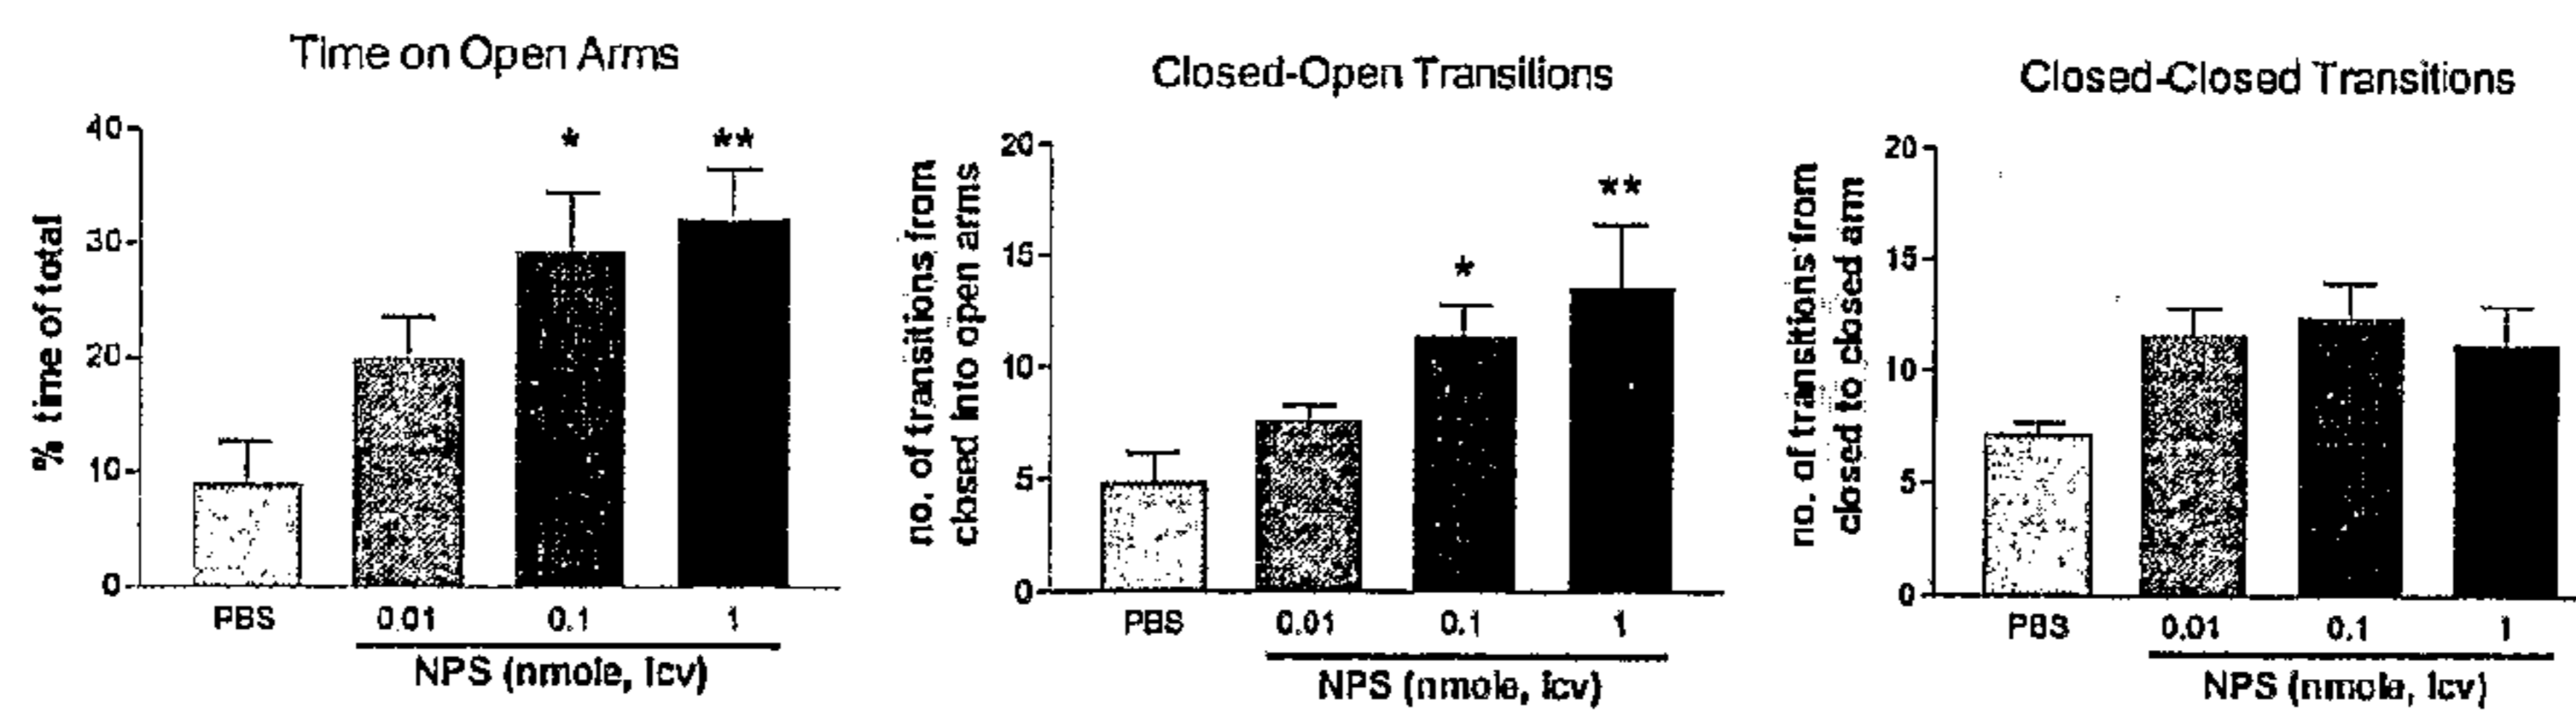 Time on Open Arms
% time of total
40
30
20
10
0
* **
PBS 0.01 0.1 1
NPS (nmole, icv)
Closed-Open Transitions
no. of transitions from
closed into open arms
20
15
10
5
0
* **
PBS 0.01 0.1 1
NPS (nmole, icv)
Closed-Closed Transitions
no. of transitions from
closed to closed arm
20
15
10
5
0
PBS 0.01 0.1 1
NPS (nmole, icv)